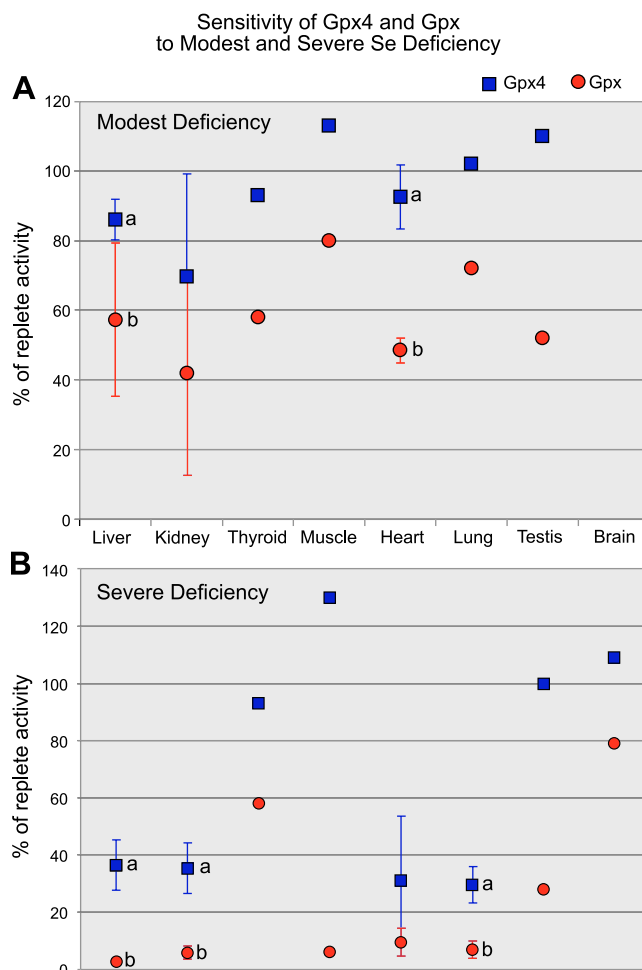 Sensitivity of Gpx4 and Gpx
to Modest and Severe Se Deficiency
A
Gpx4 Gpx
120
100
80
60
40
20
0
% of replete activity
Modest Deficiency
a
b
a
b
Liver Kidney Thyroid Muscle Heart Lung Testis Brain
B
140
120
100
80
60
40
20
0
% of replete activity
Severe Deficiency
a
a
a
b
b
b